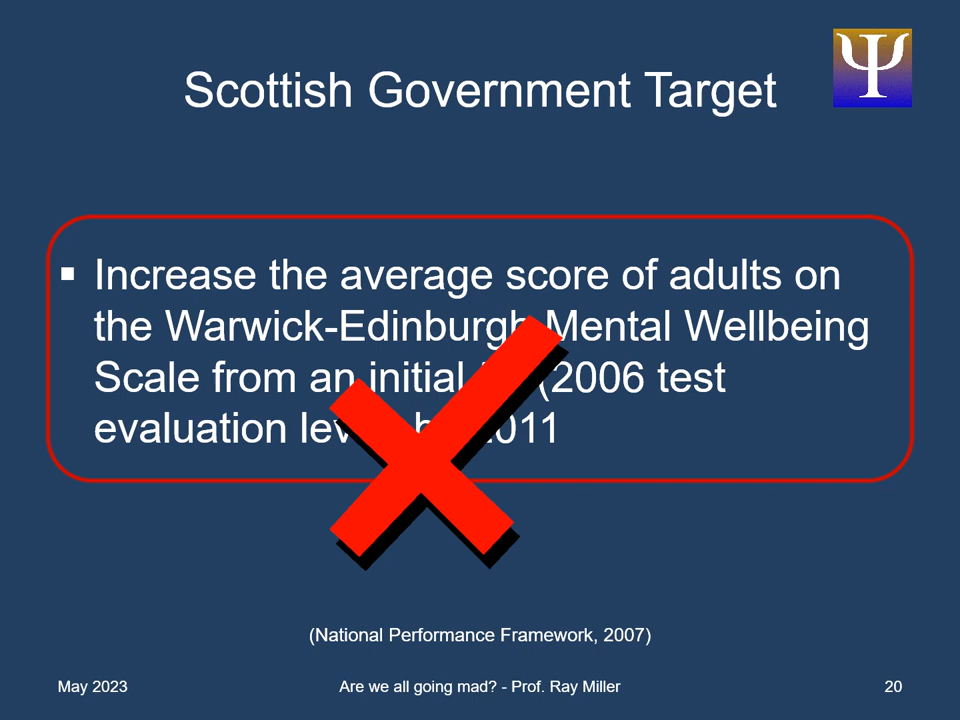 Scottish Government Target
▪ Increase the average score of adults on
the Warwick-Edinburgh Mental Wellbeing
Scale from an initial (2006 test
evaluation 2011
(National Performance Framework, 2007)
May 2023
Are we all going mad? - Prof. Ray Miller
20